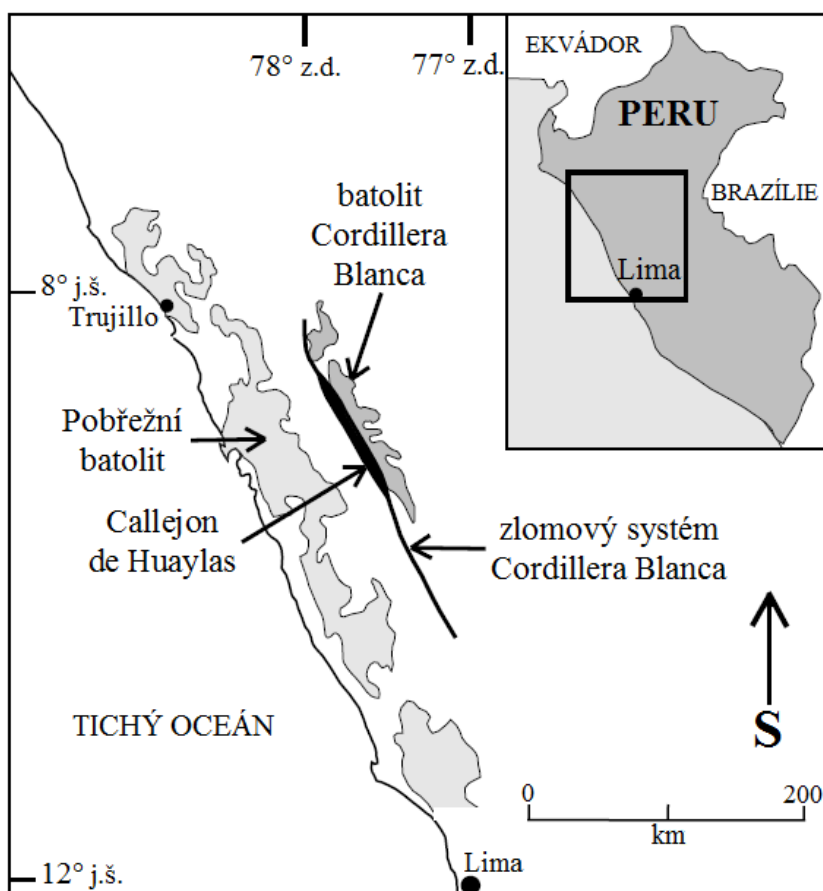 78° z.d.
77° z.d.
EKVÁDOR
PERU
BRAZÍLIE
Lima
batolit
Cordillera
Blanca
8° j.š.
Trujillo
Pobřežní
batolit
Callejon
de Huaylas
zlomový systém
Cordillera Blanca
TICHÝ OCEÁN
S
0
200
km
12° j.š.
Lima